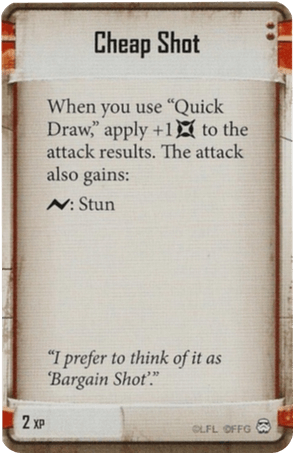 Cheap Shot
When you use “Quick
Draw,” apply +1 to the
attack results. The attack
also gains:
: Stun
“I prefer to think of it as
‘Bargain Shot’.”
2 XP
©LFL ©FFG